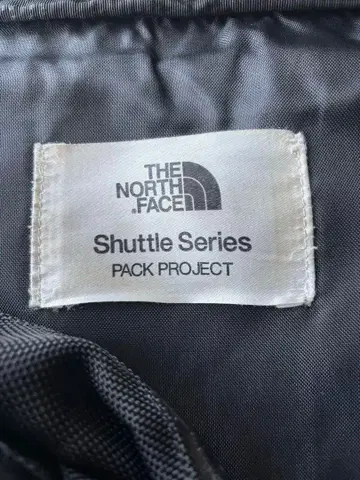 THE
NORTH
.FACE
Shuttle Series
PACK PROJECT